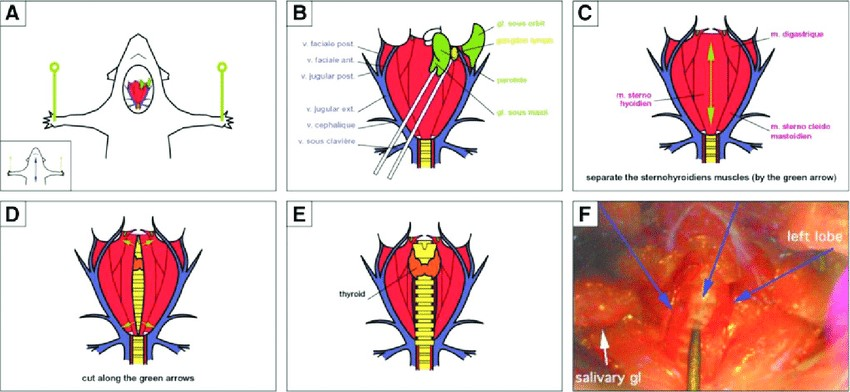 A
B
v. faciale post.
v. faciale ant.
v. jugular post.
v. jugular ext.
v. cephalique
v. sous clavière
gl. sous orbit
ganglion lymph.
parotide
gl. sous maxil
C
m. digastrique
m. sterno
hyoidien
m. sterno cleido
mastoidien
separate the sternohyroidiens muscles (by the green arrow)
D
cut along the green arrows
E
thyroid
F
left lobe
salivary gl